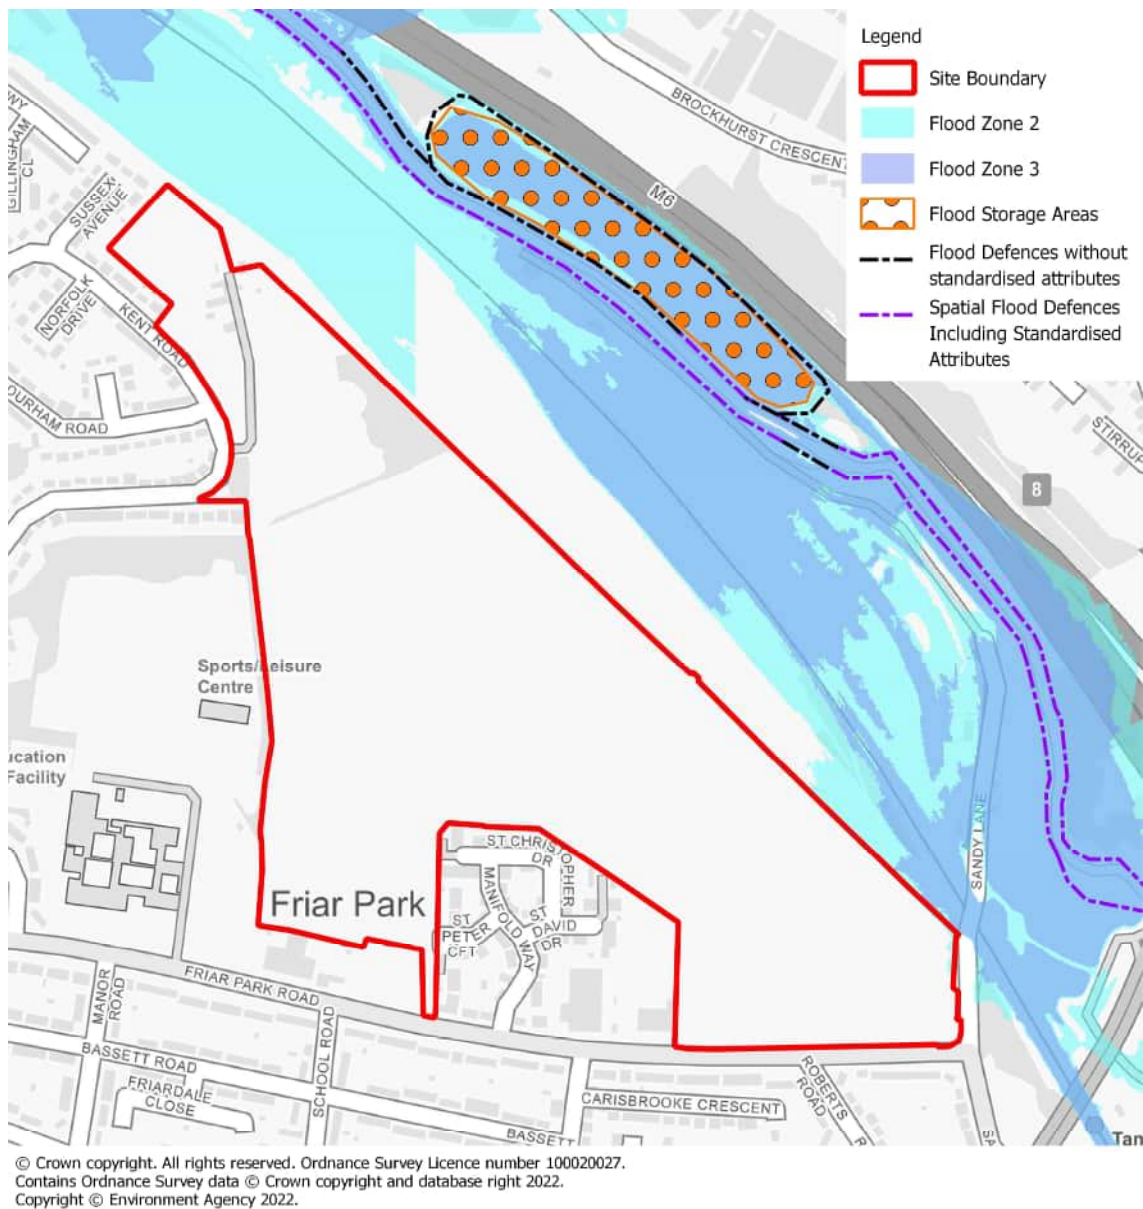 Legend
Site Boundary
Flood Zone 2
Flood Zone 3
Flood Storage Areas
Flood Defences without
standardised attributes
Spatial Flood Defences
Including Standardised
Attributes
BROCKHURST CRESCENT
M6
GILLINGHAM
CL
SUSSEX
AVENUE
NORFOLK
DRIVE
KENT ROAD
OURHAM ROAD
STIRRUP
8
Sports/Leisure
Centre
ucation
Facility
SANDY LANE
ST CHRISTOPHER
DR
MANIFOLD WAY
ST
PETER
CFT
ST
DAVID
DR
Friar Park
FRIAR PARK ROAD
MANOR
ROAD
SCHOOL ROAD
BASSETT ROAD
FRIARDALE
CLOSE
CARISBROOKE CRESCENT
ROBERTS
ROAD
BASSETT
R
SA
Tan
© Crown copyright. All rights reserved. Ordnance Survey Licence number 100020027.
Contains Ordnance Survey data © Crown copyright and database right 2022.
Copyright © Environment Agency 2022.